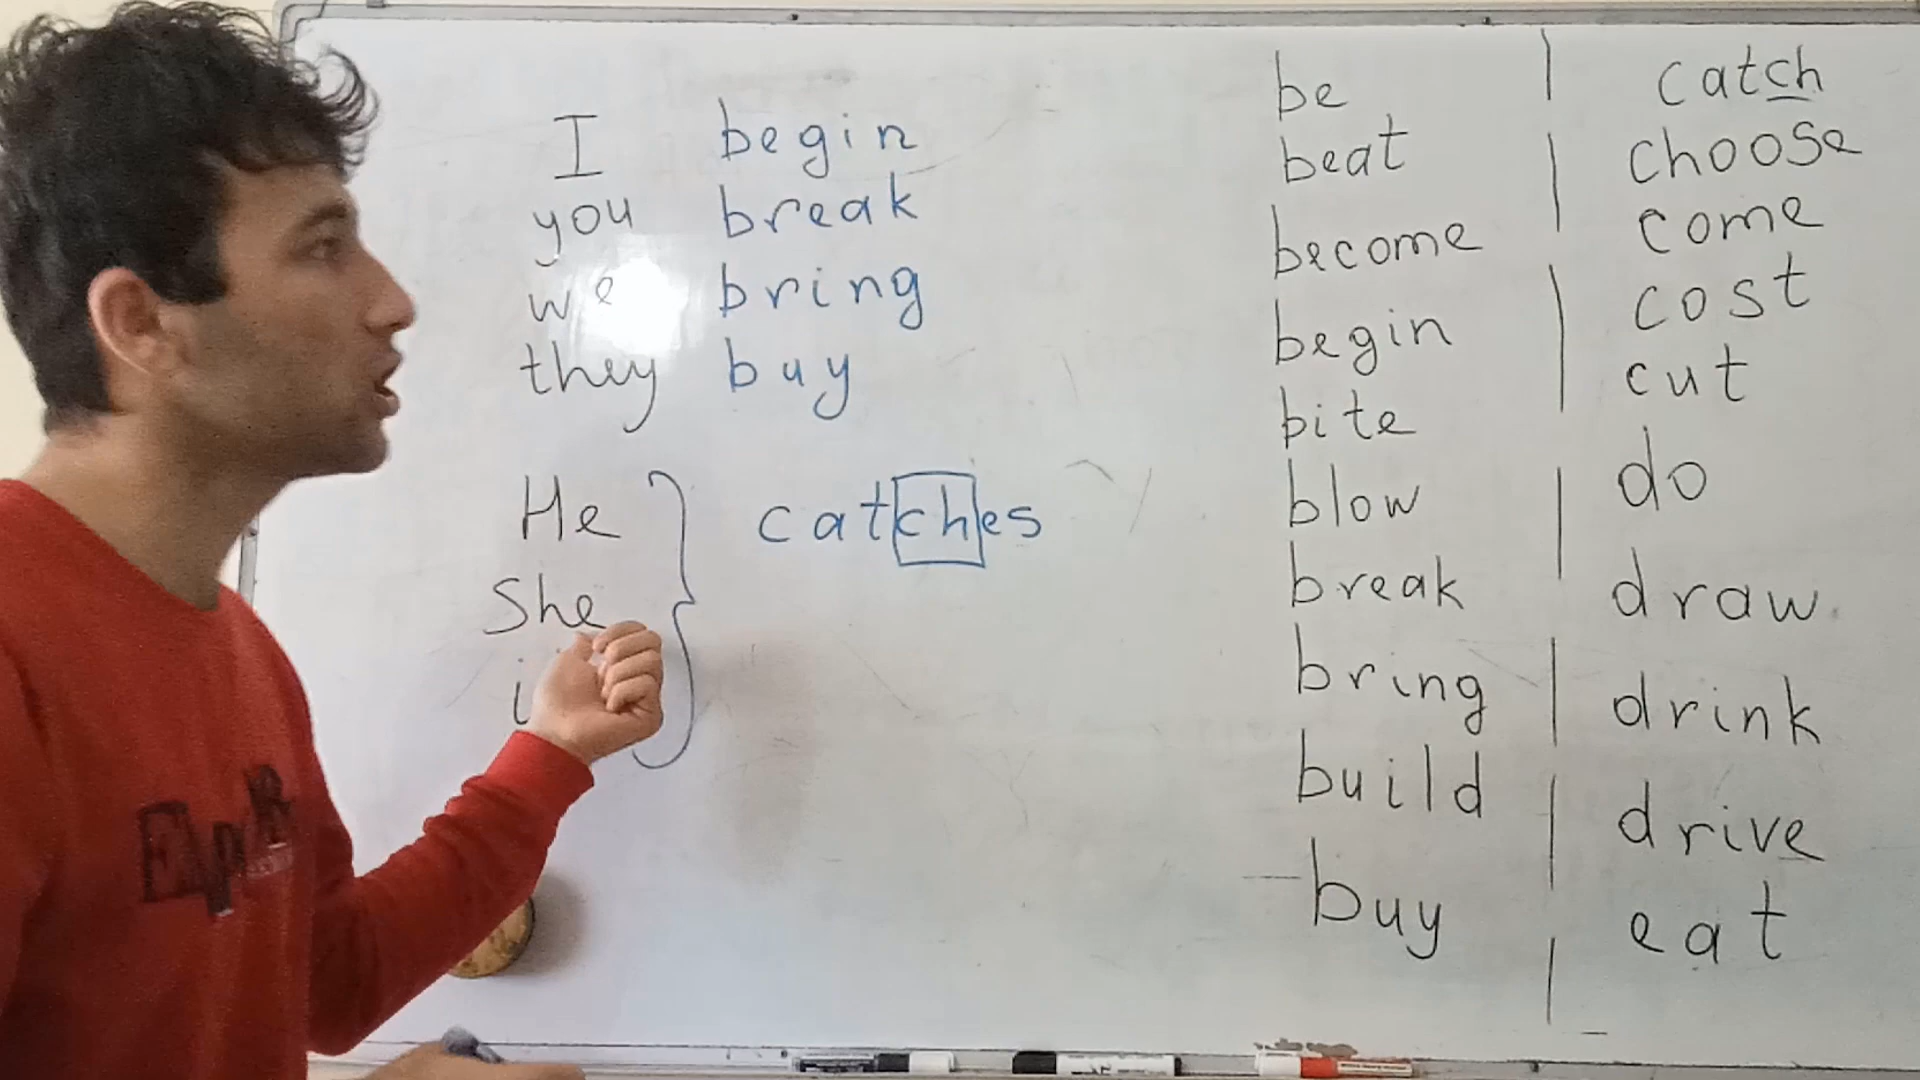 I begin
you break
we bring
they buy
He
She
catches
be
beat
become
begin
bite
blow
break
bring
build
buy
catch
choose
come
cost
cut
do
draw
drink
drive
eat